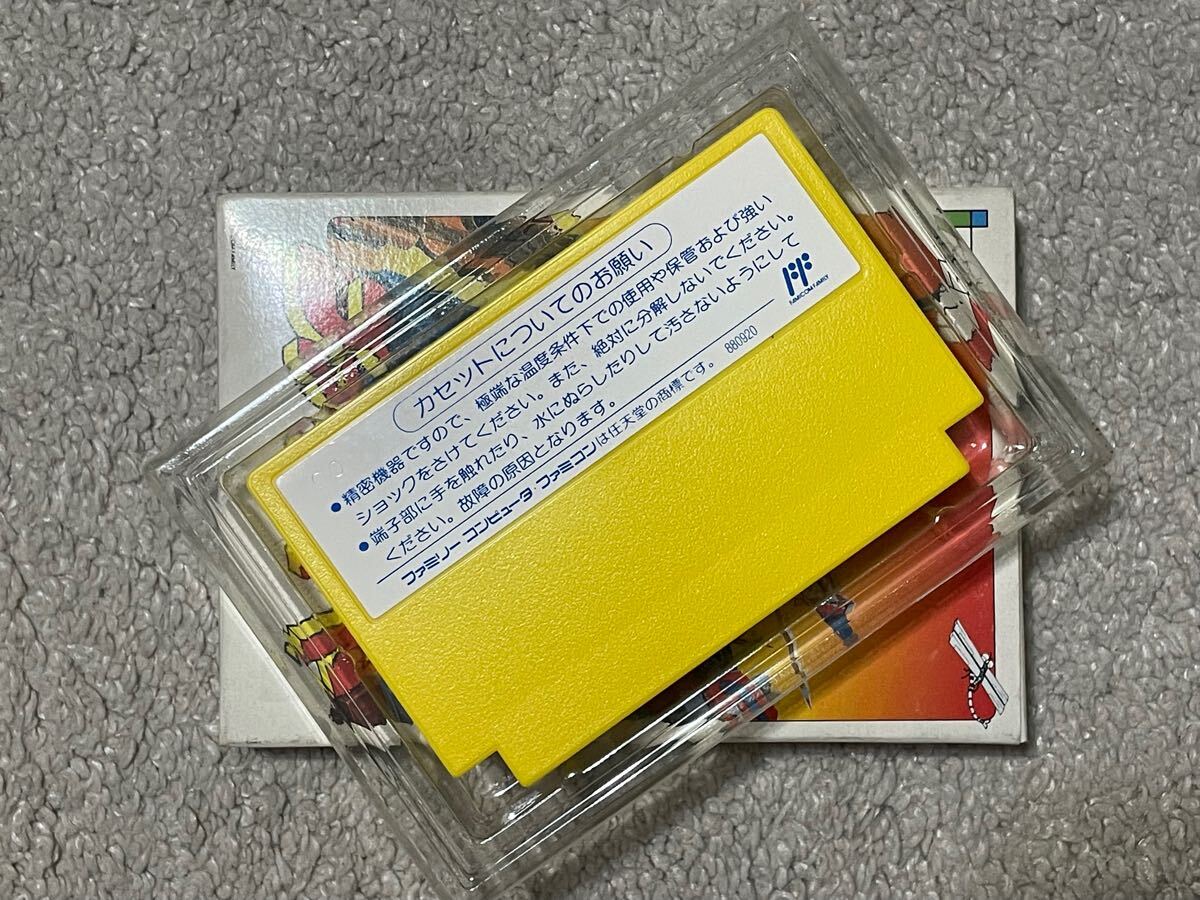 カセットについてのお願い
●精密機器ですので、極端な温度条件下での使用や保管および強い
ショックをさけてください。また、絶対に分解しないでください。
●端子部に手を触れたり、水にぬらしたりして汚さないようにして
ください。故障の原因となります。
ファミリーコンピュータ・ファミコンは任天堂の商標です。 B80920
FAMICOM FAMILY